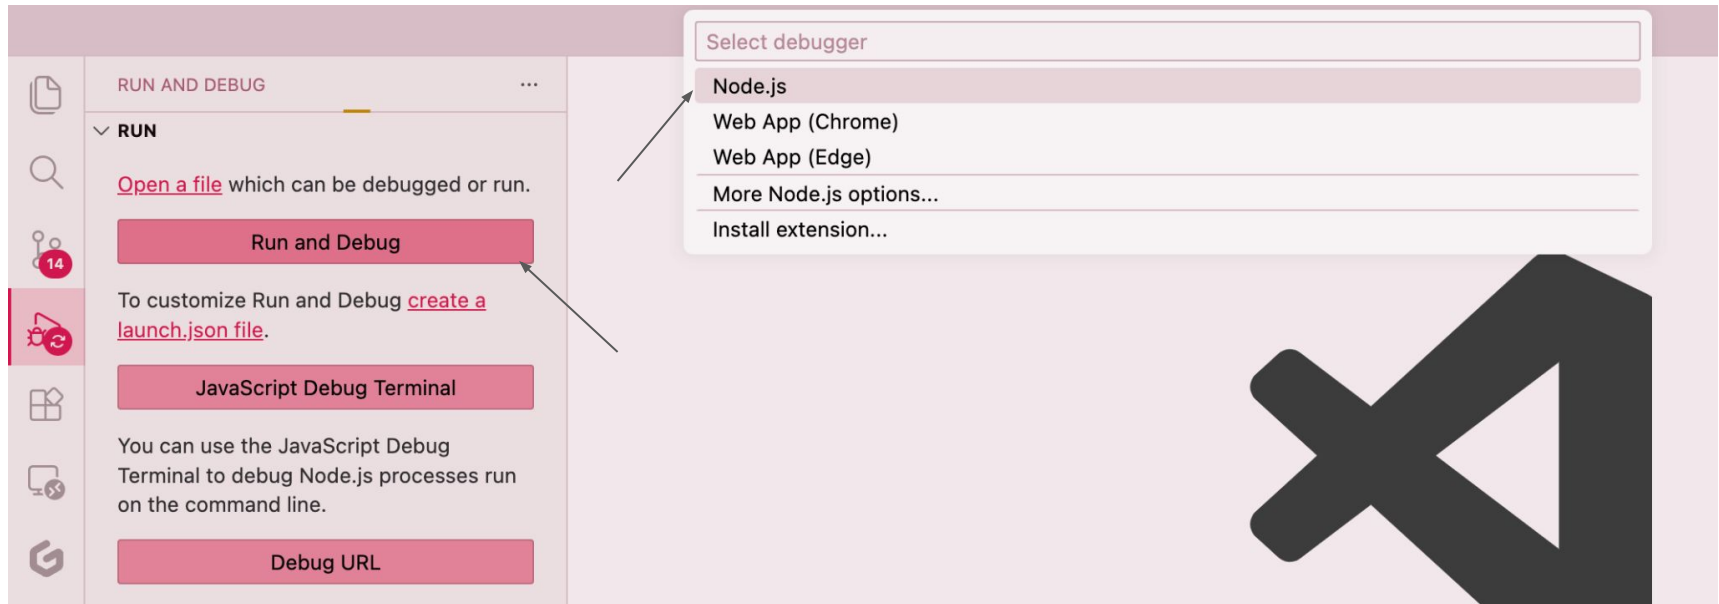 RUN AND DEBUG
...
RUN
Open a file which can be debugged or run.
Run and Debug
14
To customize Run and Debug create a
launch.json file.
JavaScript Debug Terminal
You can use the JavaScript Debug
Terminal to debug Node.js processes run
on the command line.
Debug URL
Select debugger
Node.js
Web App (Chrome)
Web App (Edge)
More Node.js options...
Install extension...